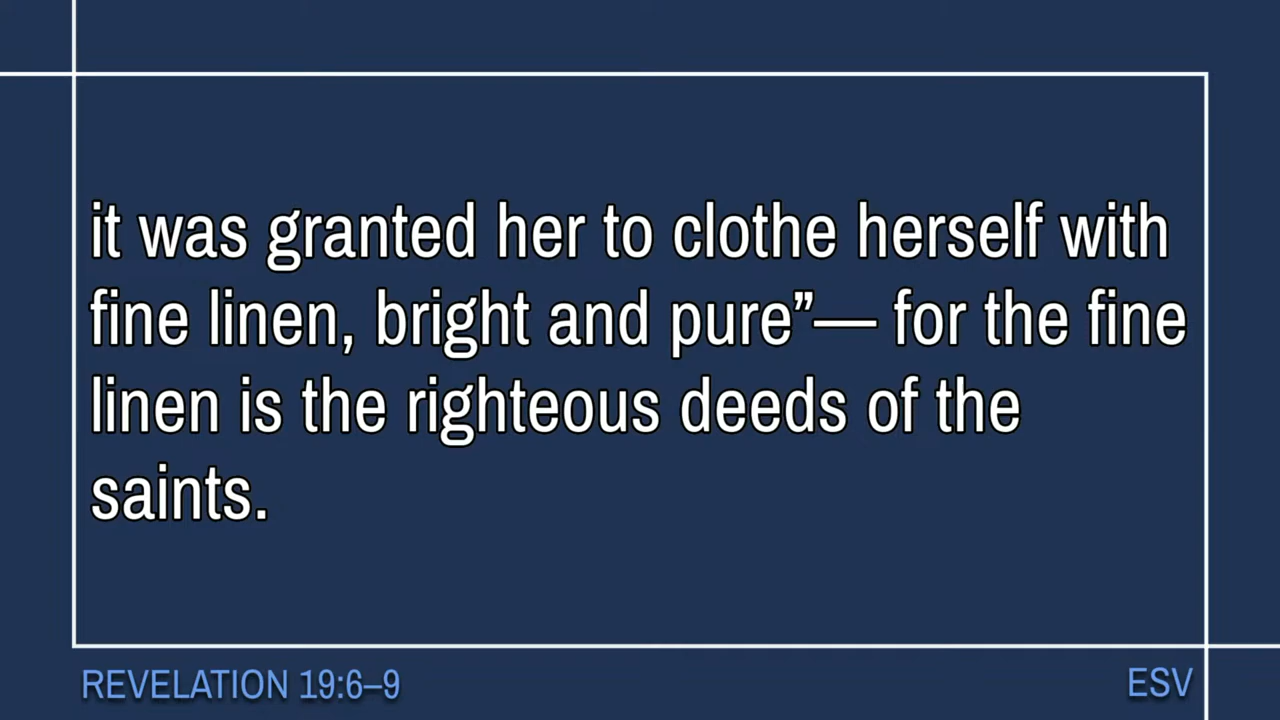 it was granted her to clothe herself with
fine linen, bright and pure”— for the fine
linen is the righteous deeds of the
saints.
REVELATION 19:6–9
ESV